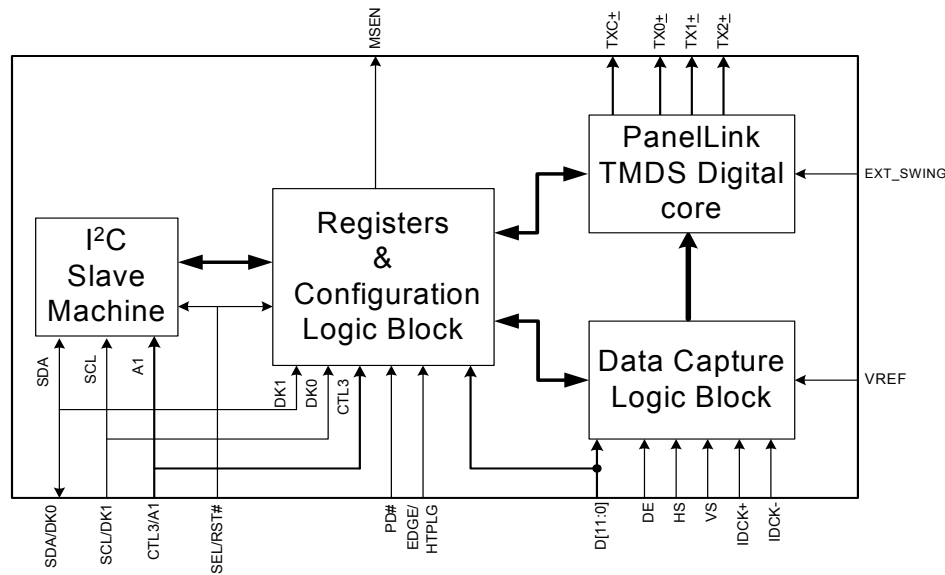 MSEN
TXC±
TX0±
TX1±
TX2±
PanelLink
TMDS Digital
core
EXT_SWING
I²C
Slave
Machine
Registers
&
Configuration
Logic Block
Data Capture
Logic Block
VREF
SDA
SCL
A1
DK1
DK0
CTL3
SDA/DK0
SCL/DK1
CTL3/A1
SEL/RST#
PD#
EDGE/
HTPLG
D[11:0]
DE
HS
VS
IDCK+
IDCK-